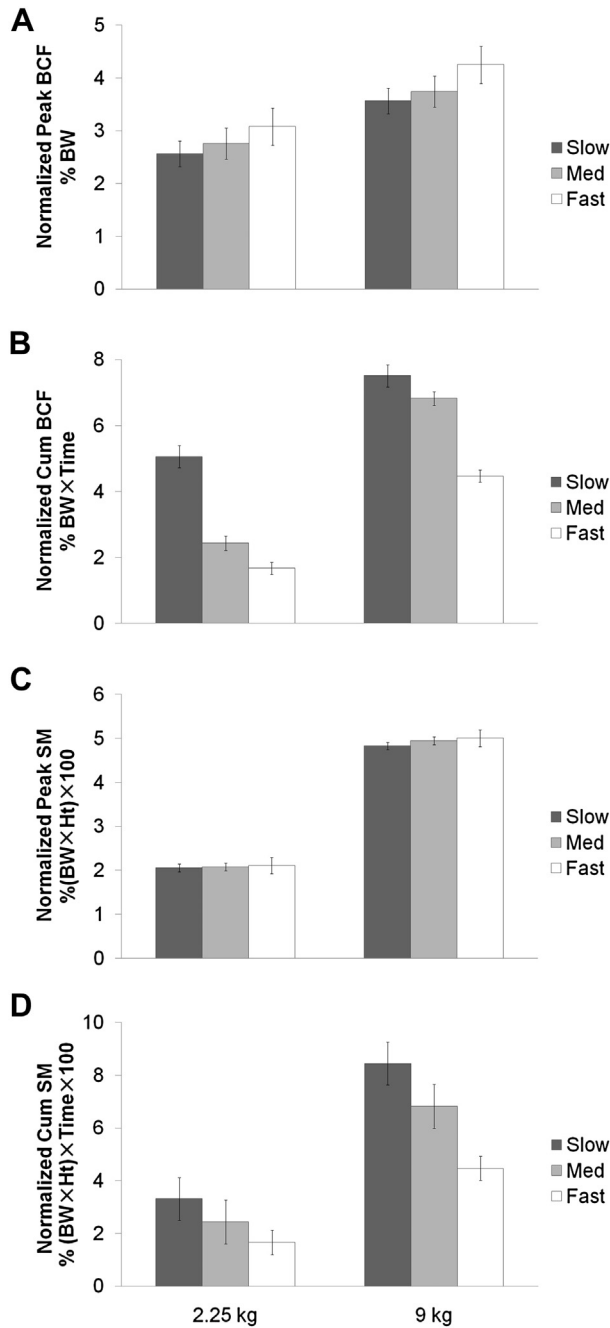 A
Normalized Peak BCF
% BW
5
4
3
2
1
0
Slow
Med
Fast
B
Normalized Cum BCF
% BW×Time
8
6
4
2
0
Slow
Med
Fast
C
Normalized Peak SM
%(BW×Ht)×100
6
5
4
3
2
1
0
Slow
Med
Fast
D
Normalized Cum SM
% (BW×Ht)×Time×100
10
8
6
4
2
0
Slow
Med
Fast
2.25 kg
9 kg